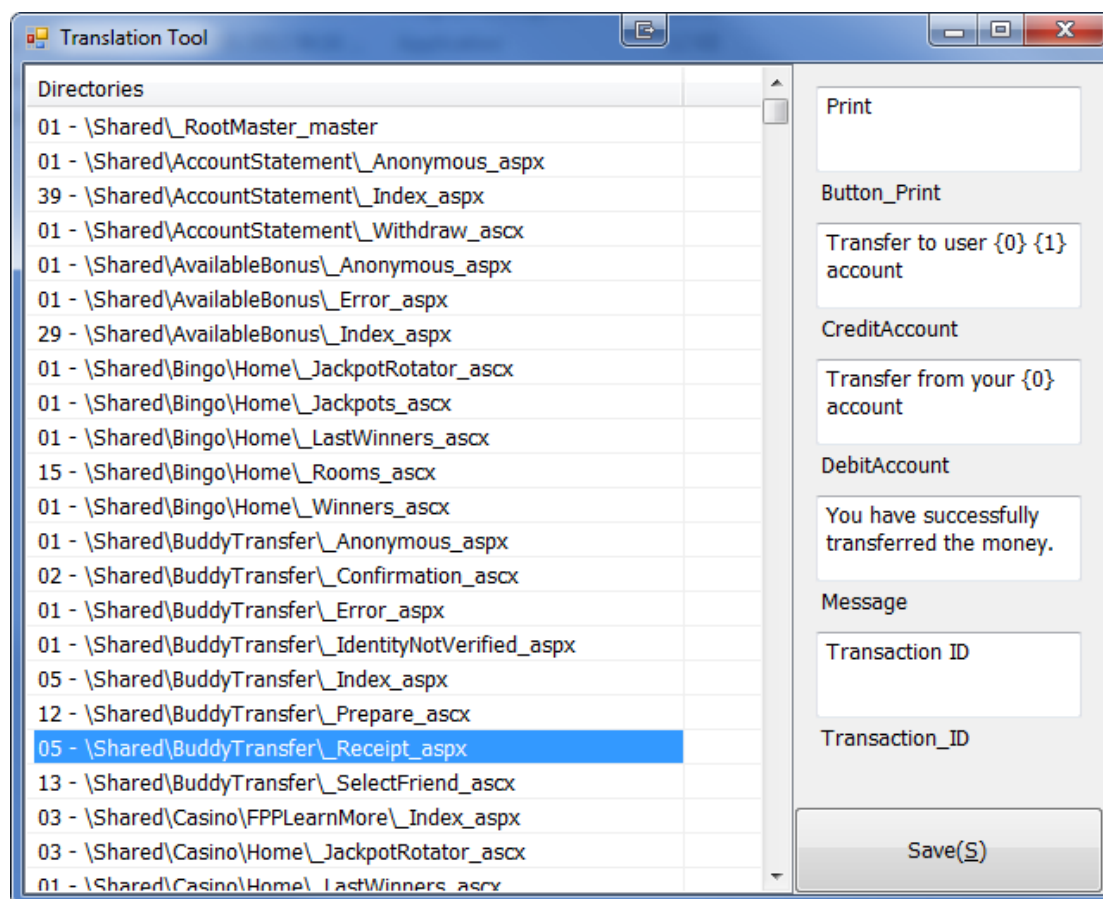 Translation Tool
Directories
01 - \Shared\_RootMaster_master
01 - \Shared\AccountStatement\_Anonymous_aspx
39 - \Shared\AccountStatement\_Index_aspx
01 - \Shared\AccountStatement\_Withdraw_ascx
01 - \Shared\AvailableBonus\_Anonymous_aspx
01 - \Shared\AvailableBonus\_Error_aspx
29 - \Shared\AvailableBonus\_Index_aspx
01 - \Shared\Bingo\Home\_JackpotRotator_ascx
01 - \Shared\Bingo\Home\_Jackpots_ascx
01 - \Shared\Bingo\Home\_LastWinners_ascx
15 - \Shared\Bingo\Home\_Rooms_ascx
01 - \Shared\Bingo\Home\_Winners_ascx
01 - \Shared\BuddyTransfer\_Anonymous_aspx
02 - \Shared\BuddyTransfer\_Confirmation_ascx
01 - \Shared\BuddyTransfer\_Error_aspx
01 - \Shared\BuddyTransfer\_IdentityNotVerified_aspx
05 - \Shared\BuddyTransfer\_Index_aspx
12 - \Shared\BuddyTransfer\_Prepare_ascx
05 - \Shared\BuddyTransfer\_Receipt_aspx
13 - \Shared\BuddyTransfer\_SelectFriend_ascx
03 - \Shared\Casino\FPPLearnMore\_Index_aspx
03 - \Shared\Casino\Home\_JackpotRotator_ascx
01 - \Shared\Casino\Home\_LastWinners_ascx
Print
Button_Print
Transfer to user {0} {1}
account
CreditAccount
Transfer from your {0}
account
DebitAccount
You have successfully
transferred the money.
Message
Transaction ID
Transaction_ID
Save(S)